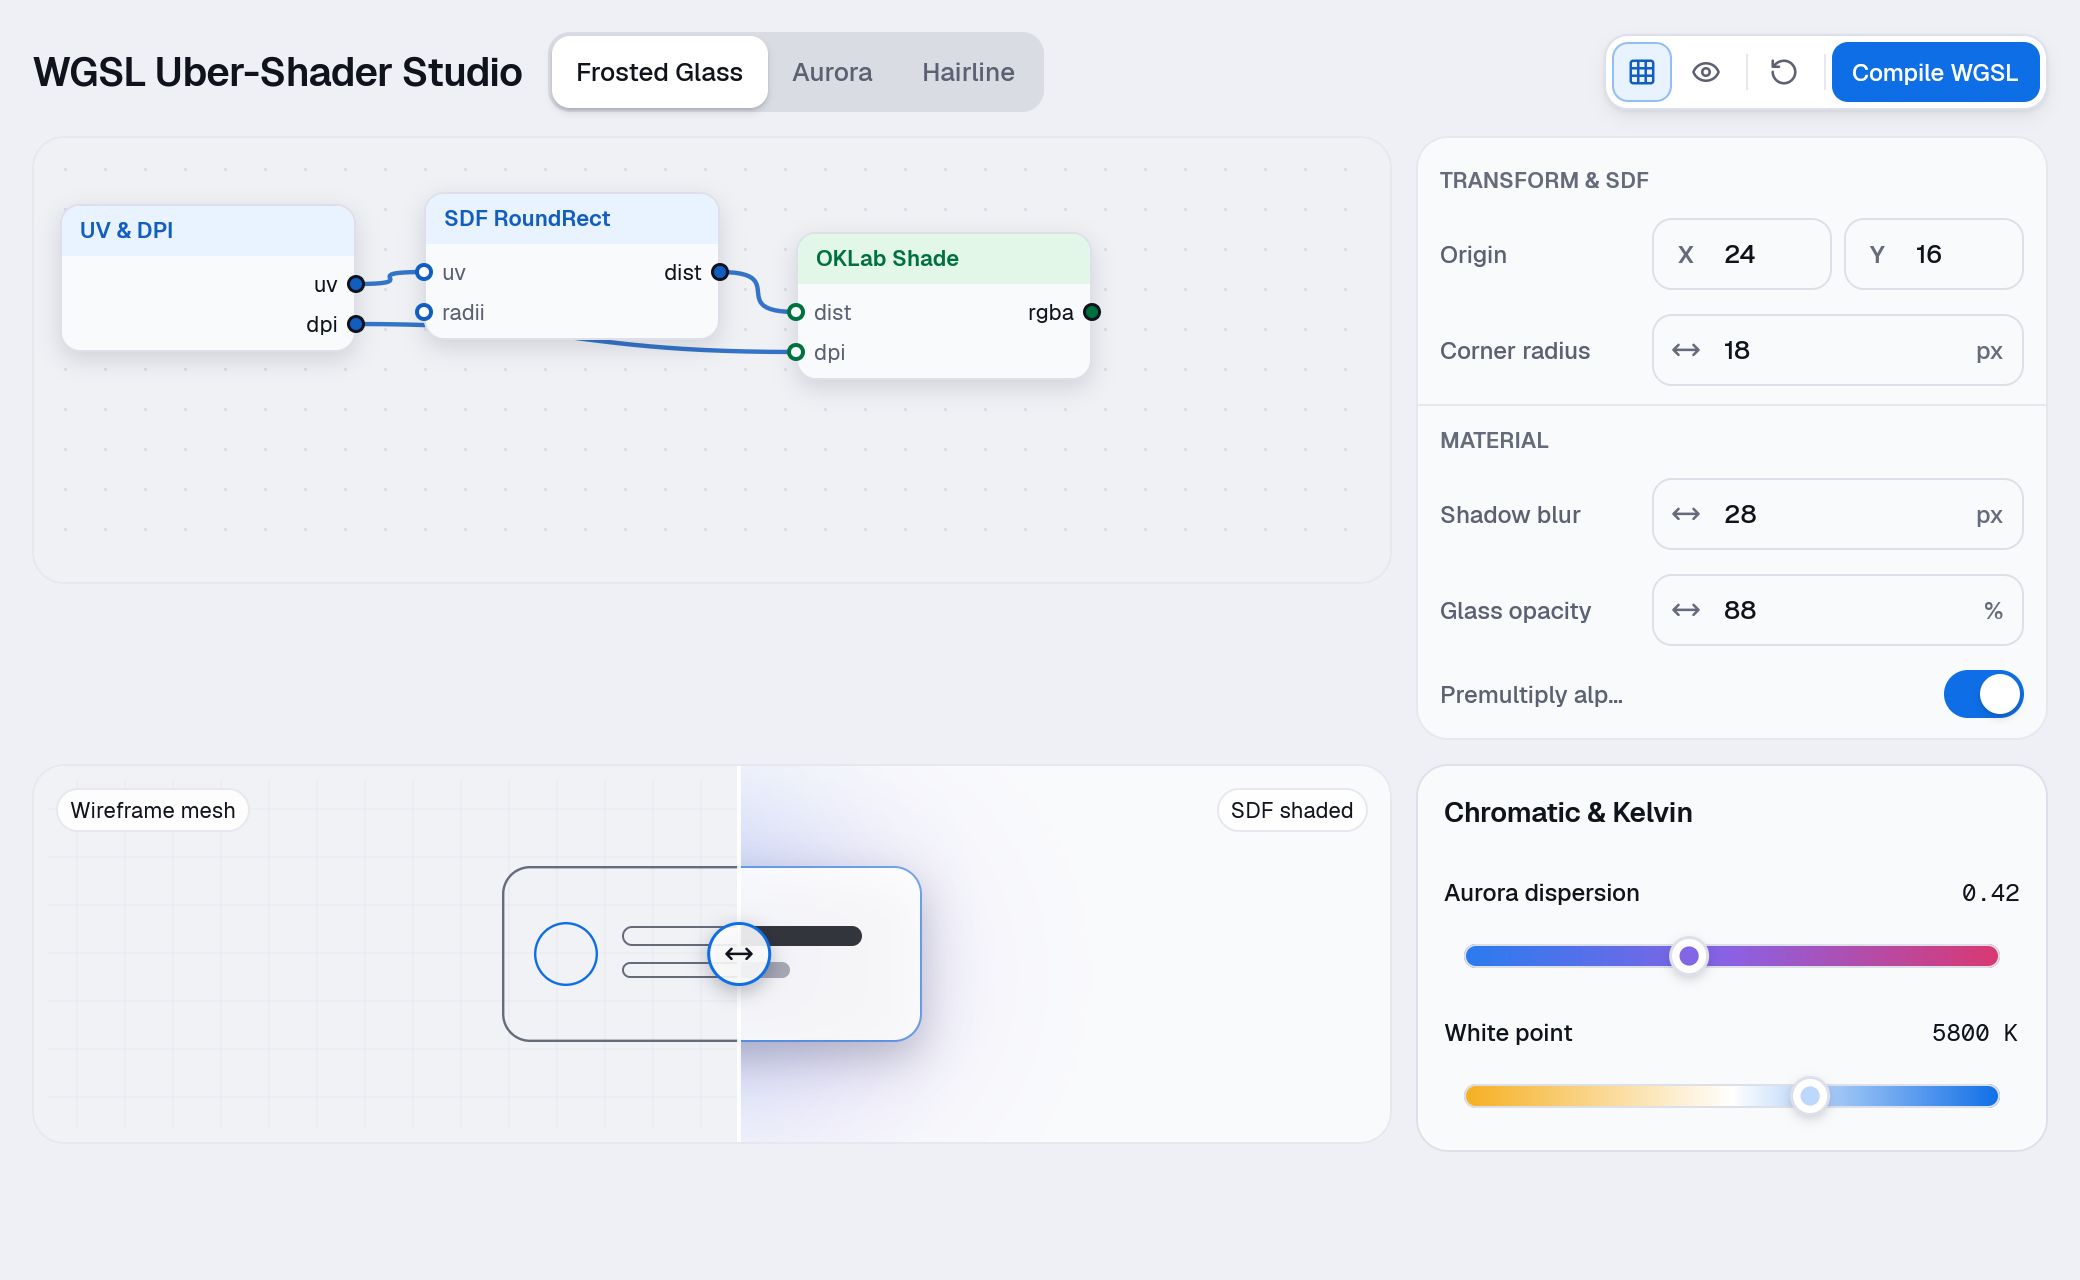 WGSL Uber-Shader Studio
Frosted Glass
Aurora
Hairline
Compile WGSL
UV & DPI
uv
dpi
SDF RoundRect
uv
dist
radii
OKLab Shade
dist
rgba
dpi
TRANSFORM & SDF
Origin
X 24
Y 16
Corner radius
18 px
MATERIAL
Shadow blur
28 px
Glass opacity
88 %
Premultiply alp…
Wireframe mesh
SDF shaded
Chromatic & Kelvin
Aurora dispersion
0.42
White point
5800 K